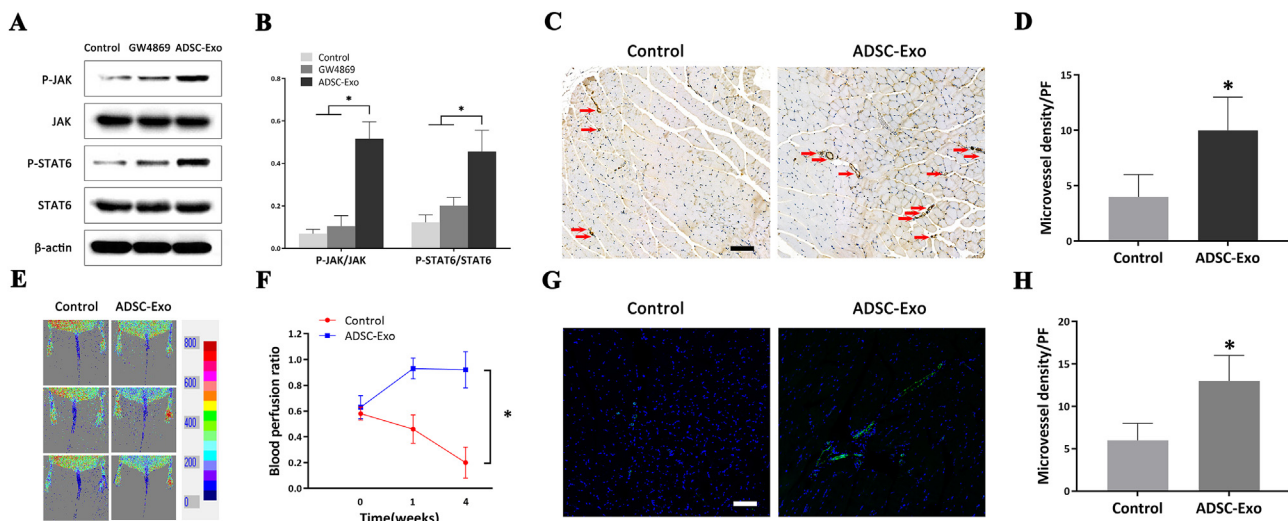 A
Control GW4869 ADSC-Exo
P-JAK
JAK
P-STAT6
STAT6
β-actin
B
Control
GW4869
ADSC-Exo
0.8
0.6
0.4
0.2
0.0
*
*
P-JAK/JAK
P-STAT6/STAT6
C
Control
ADSC-Exo
D
Microvessel density/PF
15
10
5
0
*
Control
ADSC-Exo
E
Control
ADSC-Exo
800
600
400
200
0
F
Control
ADSC-Exo
Blood perfusion ratio
1.2
1.0
0.8
0.6
0.4
0.2
0.0
*
0
1
4
Time(weeks)
G
Control
ADSC-Exo
H
Microvessel density/PF
20
15
10
5
0
*
Control
ADSC-Exo